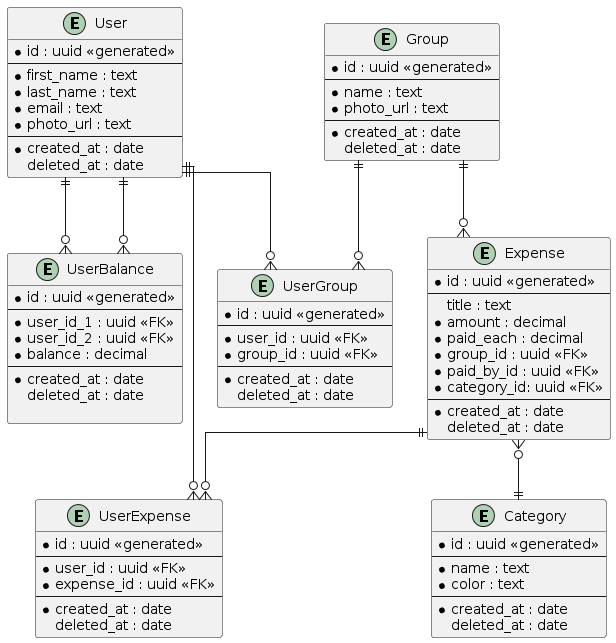 E User
id : uuid «generated»
first_name : text
last_name : text
email : text
photo_url : text
created_at : date
deleted_at : date
E Group
id : uuid «generated»
name : text
photo_url : text
created_at : date
deleted_at : date
E UserBalance
id : uuid «generated»
user_id_1 : uuid «FK»
user_id_2 : uuid «FK»
balance : decimal
created_at : date
deleted_at : date
E UserGroup
id : uuid «generated»
user_id : uuid «FK»
group_id : uuid «FK»
created_at : date
deleted_at : date
E Expense
id : uuid «generated»
title : text
amount : decimal
paid_each : decimal
group_id : uuid «FK»
paid_by_id : uuid «FK»
category_id: uuid «FK»
created_at : date
deleted_at : date
E UserExpense
id : uuid «generated»
user_id : uuid «FK»
expense_id : uuid «FK»
created_at : date
deleted_at : date
E Category
id : uuid «generated»
name : text
color : text
created_at : date
deleted_at : date